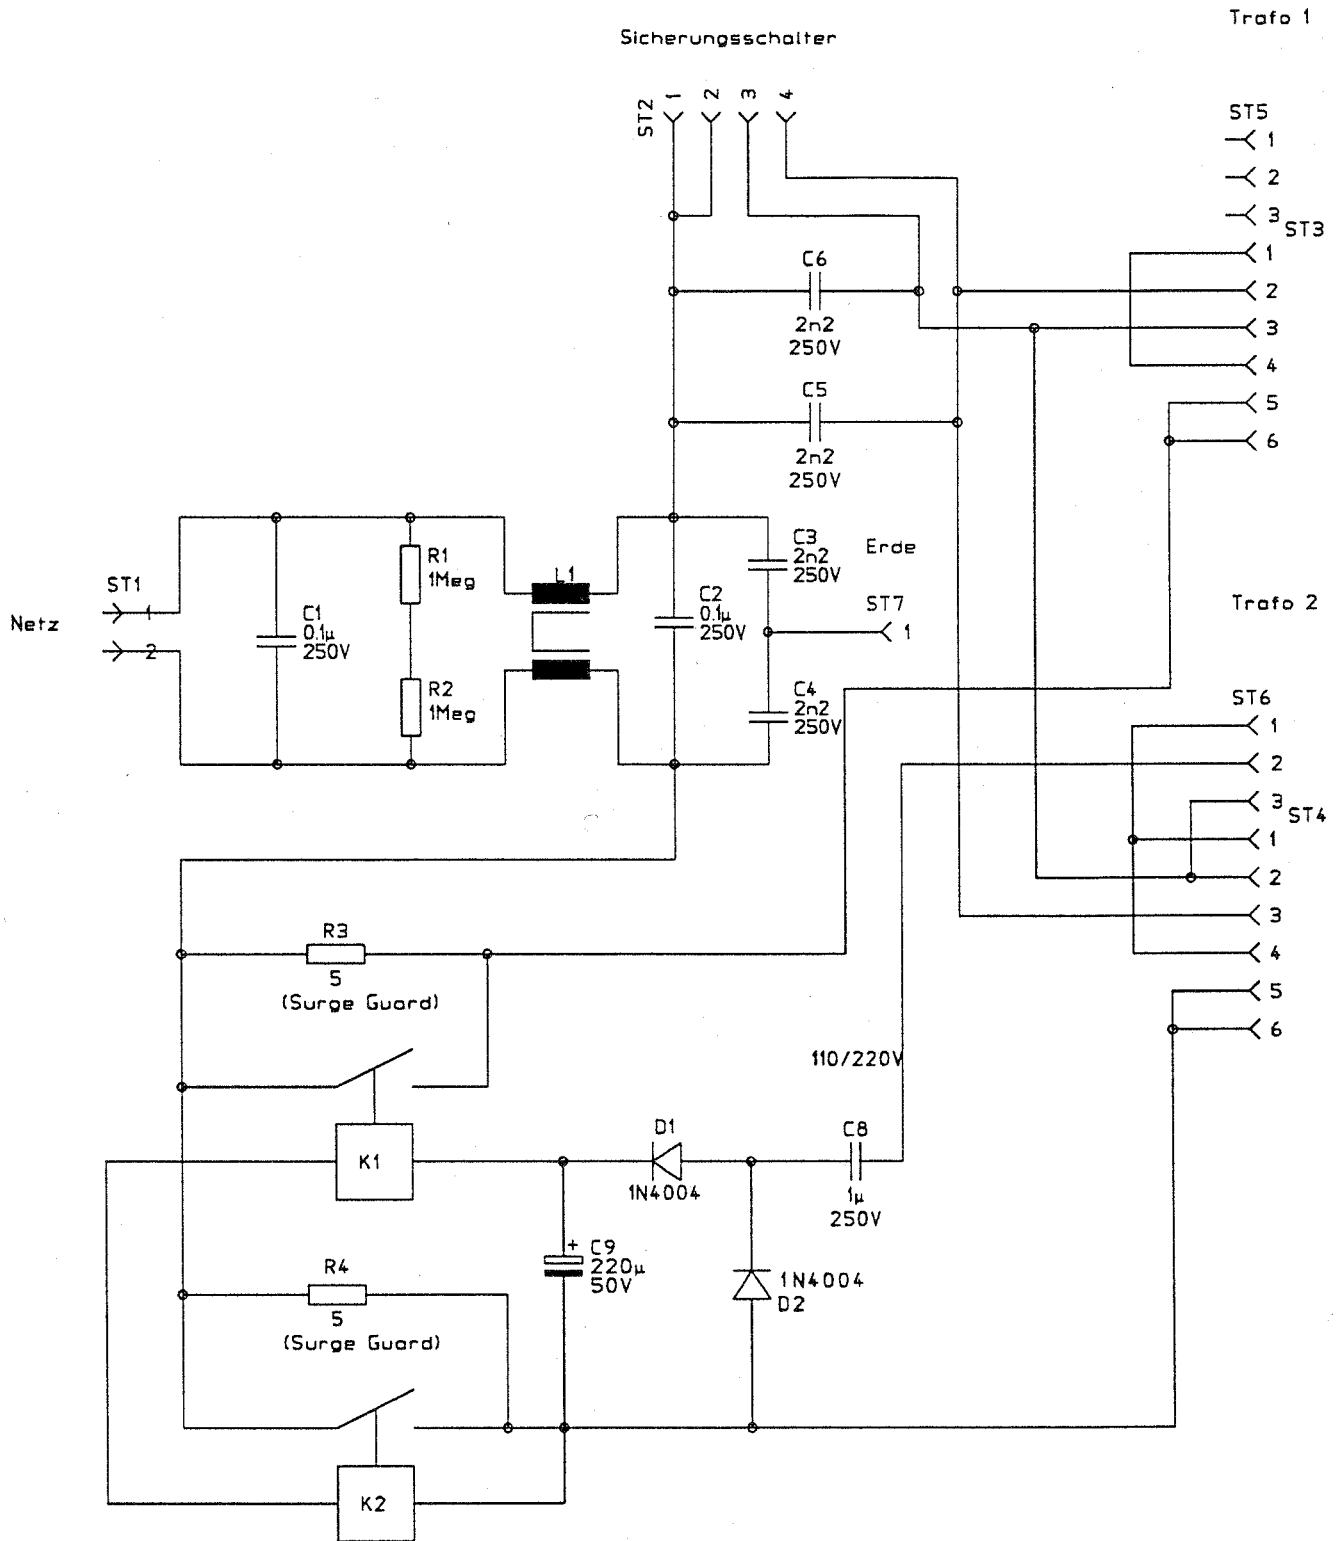 Trafo 1
Sicherungsschalter
ST2
1 2 3 4
ST5
1
2
3
ST3
1
2
3
4
5
6
C6
2n2
250V
C5
2n2
250V
Netz
ST1
1
2
C1
0.1µ
250V
R1
1Meg
R2
1Meg
L1
C2
0.1µ
250V
C3
2n2
250V
C4
2n2
250V
Erde
ST7
1
Trafo 2
ST6
1
2
3
ST4
1
2
3
4
5
6
R3
5
(Surge Guard)
110/220V
K1
D1
1N4004
C8
1µ
250V
+ C9
220µ
50V
1N4004
D2
R4
5
(Surge Guard)
K2